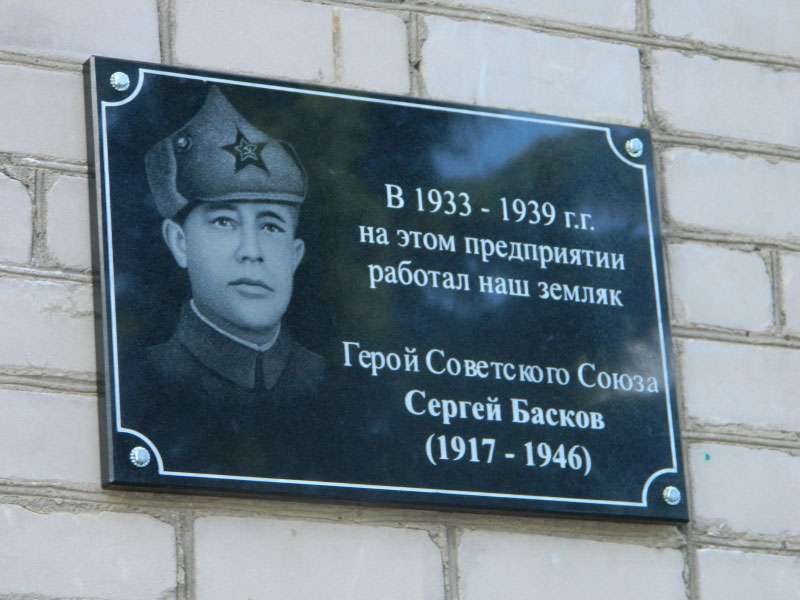 В 1933 - 1939 г.г.
на этом предприятии
работал наш земляк
Герой Советского Союза
Сергей Басков
(1917 - 1946)